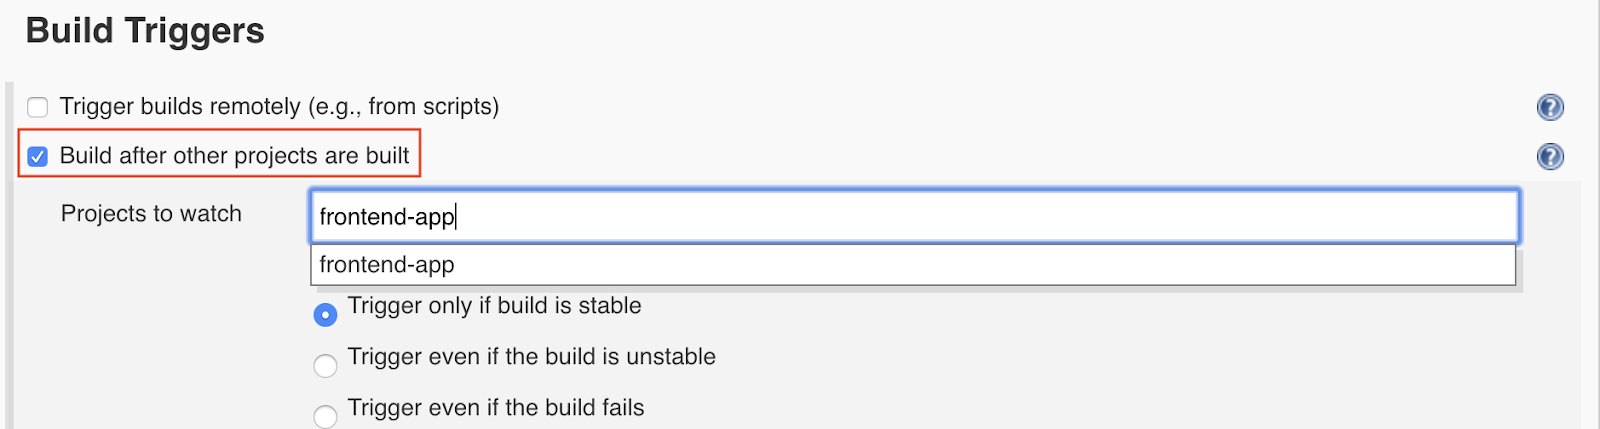 Build Triggers
Trigger builds remotely (e.g., from scripts)
?
Build after other projects are built
?
Projects to watch
frontend-app
frontend-app
Trigger only if build is stable
Trigger even if the build is unstable
Trigger even if the build fails